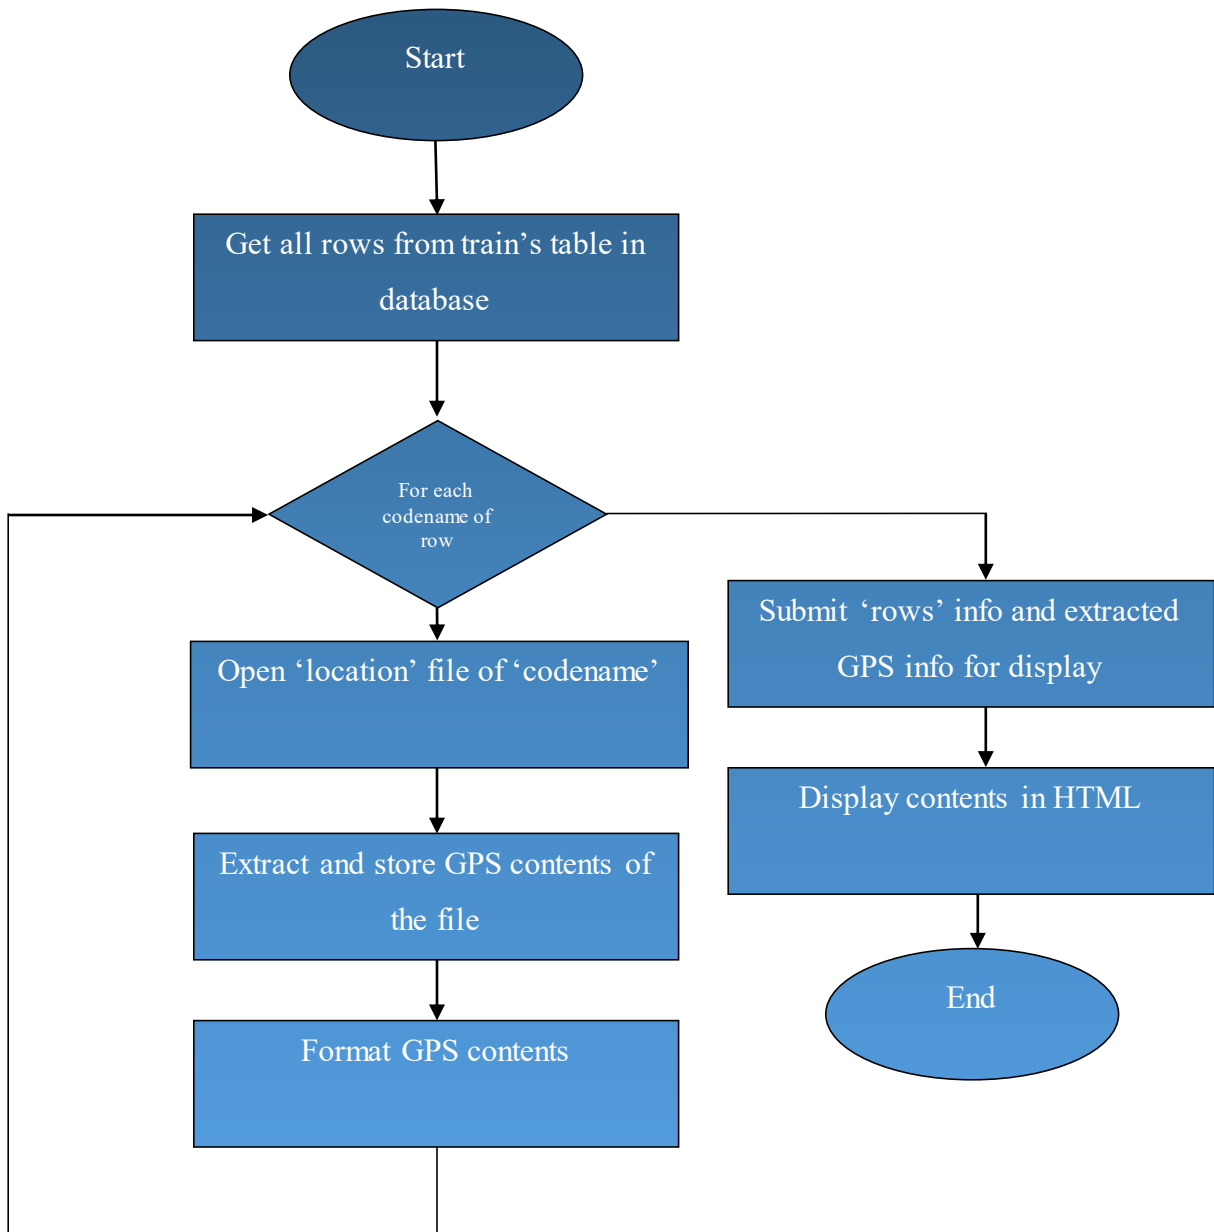 Start
Get all rows from train’s table in
database
For each
codename of
row
Open ‘location’ file of ‘codename’
Extract and store GPS contents of
the file
Format GPS contents
Submit ‘rows’ info and extracted
GPS info for display
Display contents in HTML
End